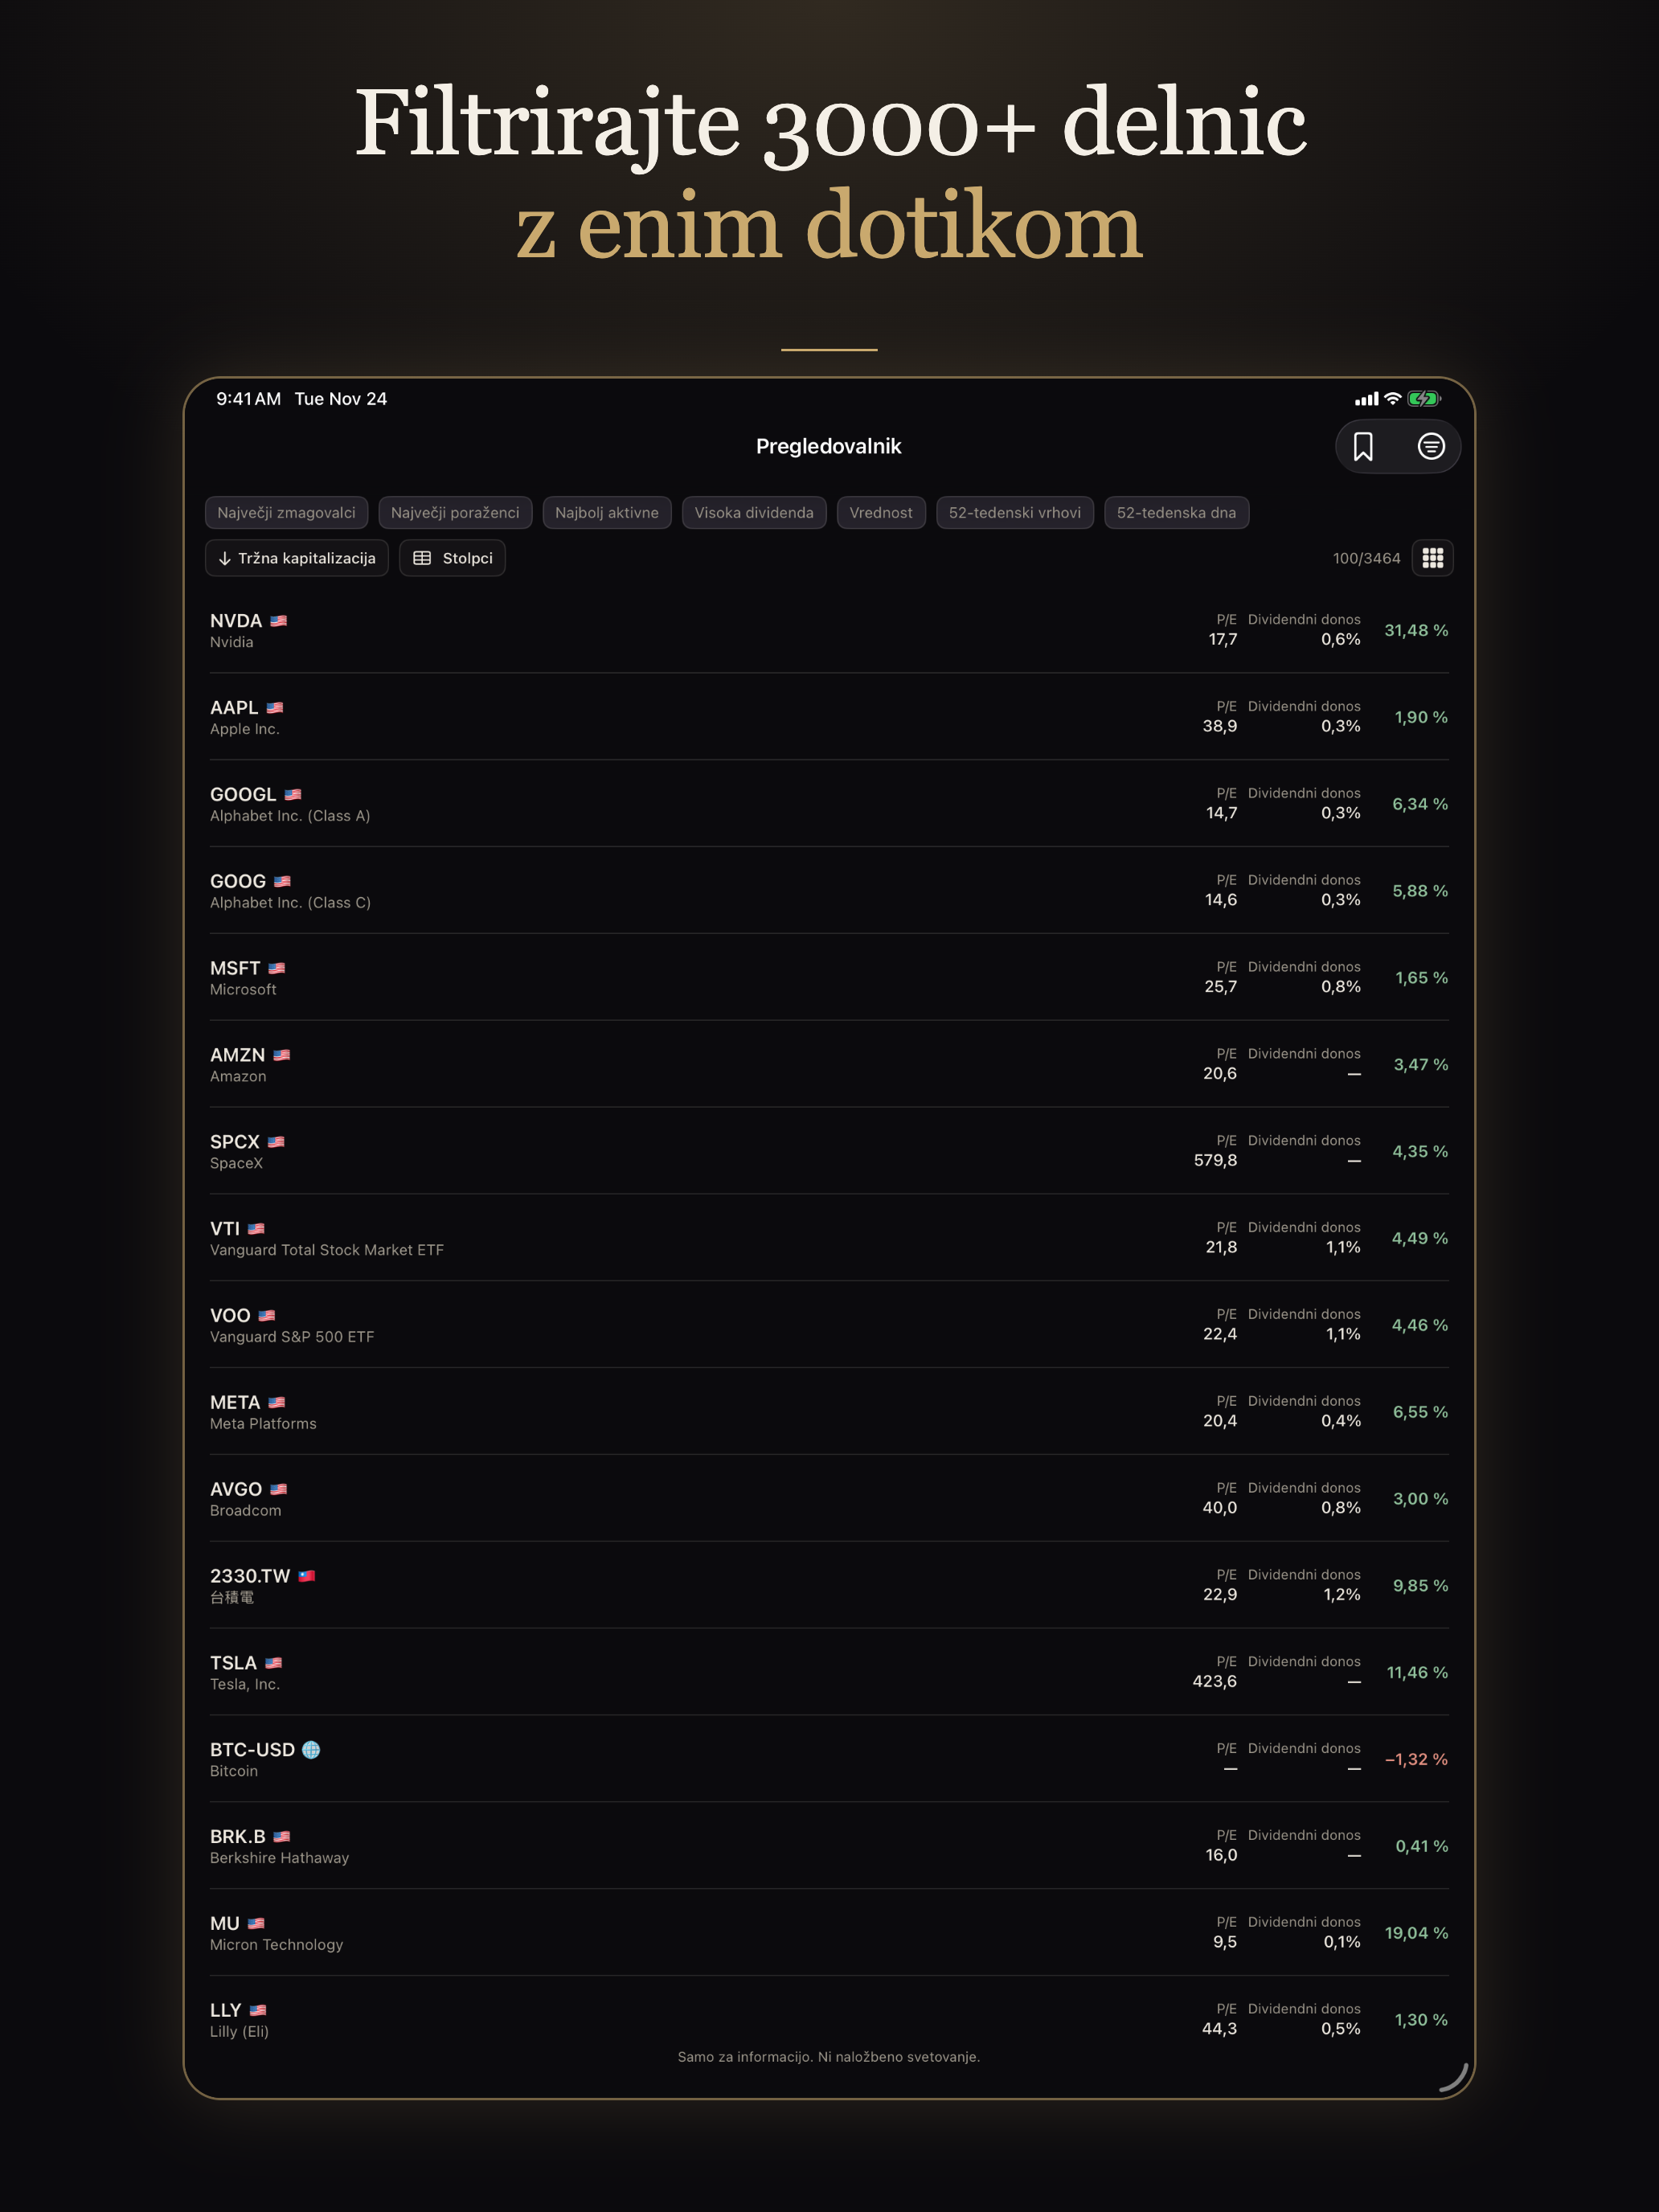 Filtrirajte 3000+ delnic
z enim dotikom
9:41 AM Tue Nov 24
Pregledovalnik
Največji zmagovalci Največji poraženci Najbolj aktivne Visoka dividenda Vrednost 52-tedenski vrhovi 52-tedenska dna
↓ Tržna kapitalizacija Stolpci 100/3464
NVDA P/E Dividendni donos 31,48 %
Nvidia 17,7 0,6%
AAPL P/E Dividendni donos 1,90 %
Apple Inc. 38,9 0,3%
GOOGL P/E Dividendni donos 6,34 %
Alphabet Inc. (Class A) 14,7 0,3%
GOOG P/E Dividendni donos 5,88 %
Alphabet Inc. (Class C) 14,6 0,3%
MSFT P/E Dividendni donos 1,65 %
Microsoft 25,7 0,8%
AMZN P/E Dividendni donos 3,47 %
Amazon 20,6 —
SPCX P/E Dividendni donos 4,35 %
SpaceX 579,8 —
VTI P/E Dividendni donos 4,49 %
Vanguard Total Stock Market ETF 21,8 1,1%
VOO P/E Dividendni donos 4,46 %
Vanguard S&P 500 ETF 22,4 1,1%
META P/E Dividendni donos 6,55 %
Meta Platforms 20,4 0,4%
AVGO P/E Dividendni donos 3,00 %
Broadcom 40,0 0,8%
2330.TW P/E Dividendni donos 9,85 %
台積電 22,9 1,2%
TSLA P/E Dividendni donos 11,46 %
Tesla, Inc. 423,6 —
BTC-USD P/E Dividendni donos −1,32 %
Bitcoin — —
BRK.B P/E Dividendni donos 0,41 %
Berkshire Hathaway 16,0 —
MU P/E Dividendni donos 19,04 %
Micron Technology 9,5 0,1%
LLY P/E Dividendni donos 1,30 %
Lilly (Eli) 44,3 0,5%
Samo za informacijo. Ni naložbeno svetovanje.